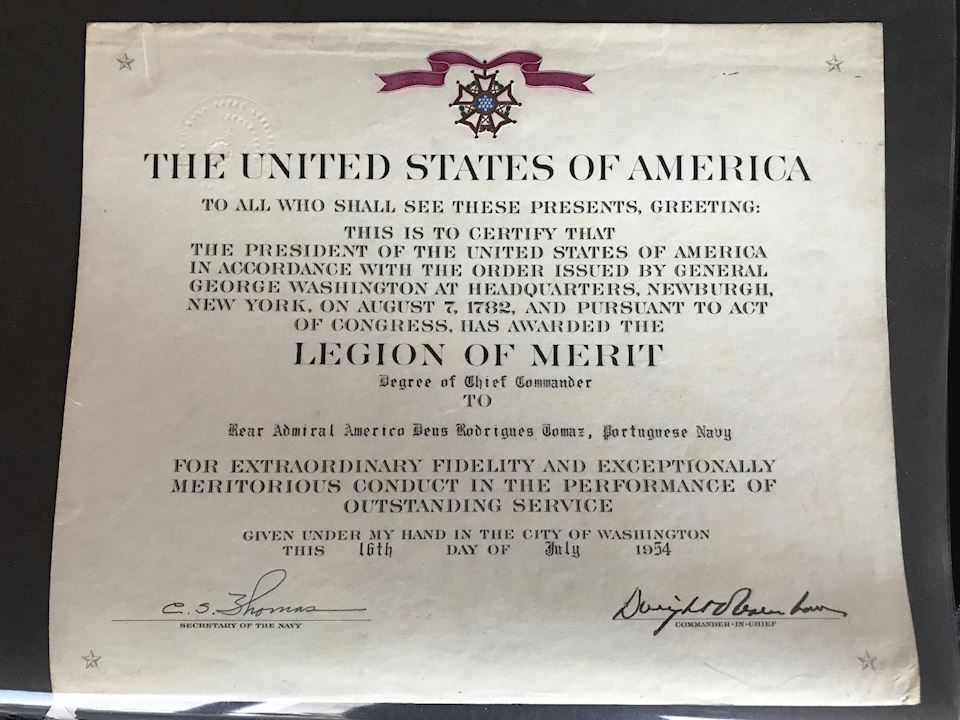 THE UNITED STATES OF AMERICA
TO ALL WHO SHALL SEE THESE PRESENTS, GREETING:
THIS IS TO CERTIFY THAT
THE PRESIDENT OF THE UNITED STATES OF AMERICA
IN ACCORDANCE WITH THE ORDER ISSUED BY GENERAL
GEORGE WASHINGTON AT HEADQUARTERS, NEWBURGH,
NEW YORK, ON AUGUST 7, 1782, AND PURSUANT TO ACT
OF CONGRESS, HAS AWARDED THE
LEGION OF MERIT
Degree of Chief Commander
TO
Rear Admiral Americo Deus Rodrigues Tomaz, Portuguese Navy
FOR EXTRAORDINARY FIDELITY AND EXCEPTIONALLY
MERITORIOUS CONDUCT IN THE PERFORMANCE OF
OUTSTANDING SERVICE
GIVEN UNDER MY HAND IN THE CITY OF WASHINGTON
THIS 16th DAY OF July 1954
C. S. Thomas
SECRETARY OF THE NAVY
Dwight D Eisenhower
COMMANDER-IN-CHIEF